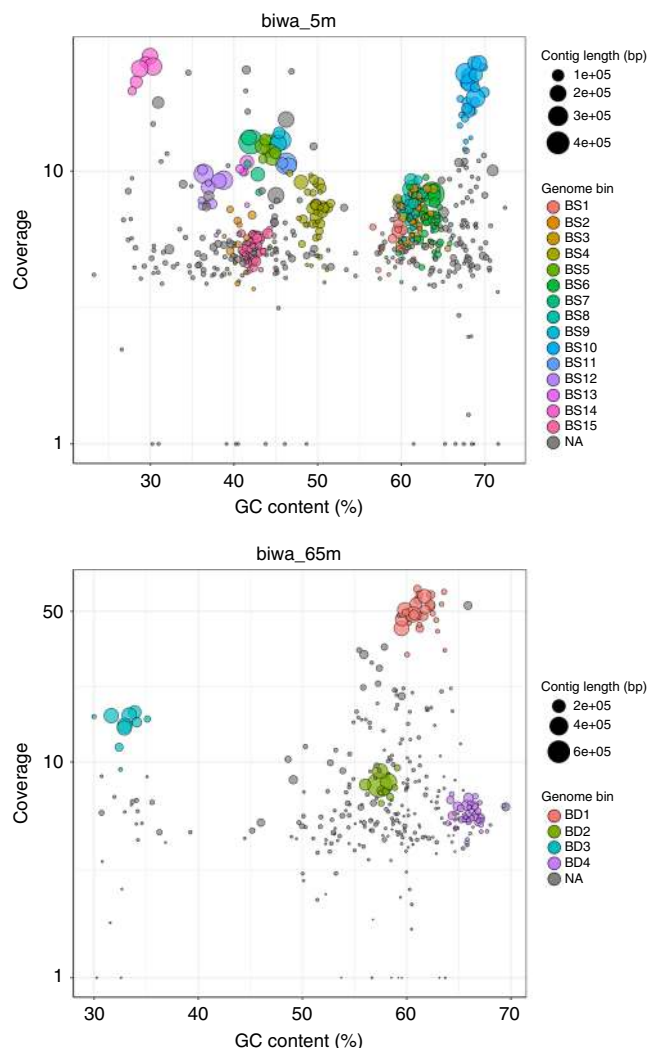 biwa_5m
Coverage
10
1
30
40
50
60
70
GC content (%)
Contig length (bp)
1e+05
2e+05
3e+05
4e+05
Genome bin
BS1
BS2
BS3
BS4
BS5
BS6
BS7
BS8
BS9
BS10
BS11
BS12
BS13
BS14
BS15
NA
biwa_65m
Coverage
50
10
1
30
40
50
60
70
GC content (%)
Contig length (bp)
2e+05
4e+05
6e+05
Genome bin
BD1
BD2
BD3
BD4
NA